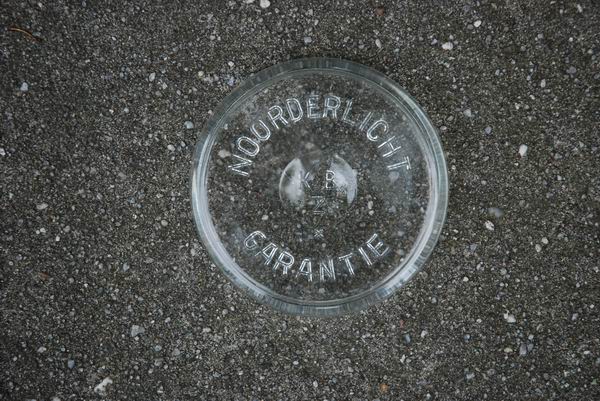 NOORDERLICHT
K B
Z
×
GARANTIE